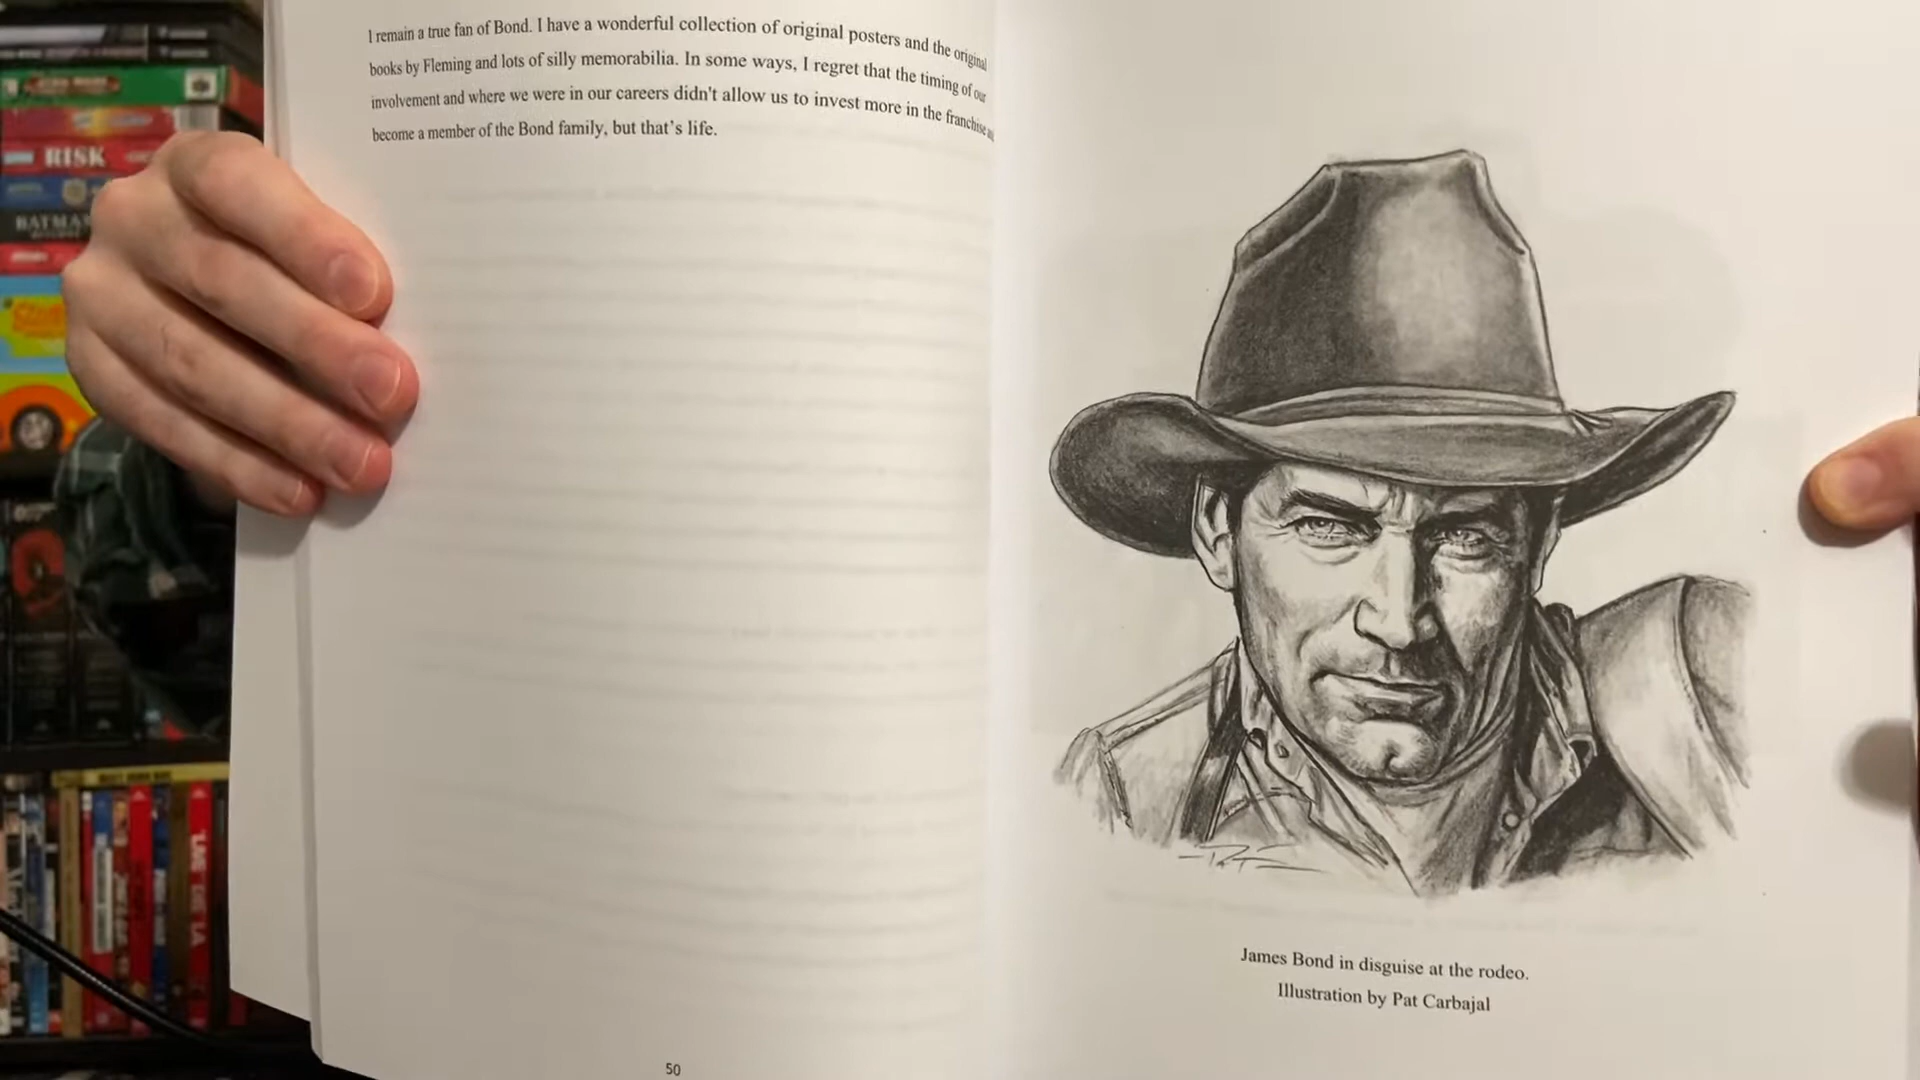 I remain a true fan of Bond. I have a wonderful collection of original posters and the original
books by Fleming and lots of silly memorabilia. In some ways, I regret that the timing of our
involvement and where we were in our careers didn't allow us to invest more in the franchise
become a member of the Bond family, but that's life.
50
James Bond in disguise at the rodeo.
Illustration by Pat Carbajal
RISK
BATMAN